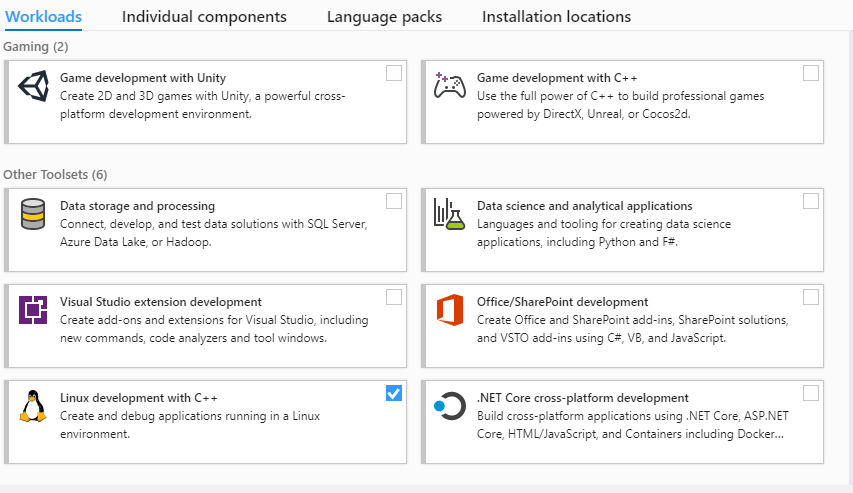 Workloads Individual components Language packs Installation locations
Gaming (2)
Game development with Unity
Create 2D and 3D games with Unity, a powerful cross-
platform development environment.
Game development with C++
Use the full power of C++ to build professional games
powered by DirectX, Unreal, or Cocos2d.
Other Toolsets (6)
Data storage and processing
Connect, develop, and test data solutions with SQL Server,
Azure Data Lake, or Hadoop.
Data science and analytical applications
Languages and tooling for creating data science
applications, including Python and F#.
Visual Studio extension development
Create add-ons and extensions for Visual Studio, including
new commands, code analyzers and tool windows.
Office/SharePoint development
Create Office and SharePoint add-ins, SharePoint solutions,
and VSTO add-ins using C#, VB, and JavaScript.
Linux development with C++
Create and debug applications running in a Linux
environment.
.NET Core cross-platform development
Build cross-platform applications using .NET Core, ASP.NET
Core, HTML/JavaScript, and Containers including Docker...